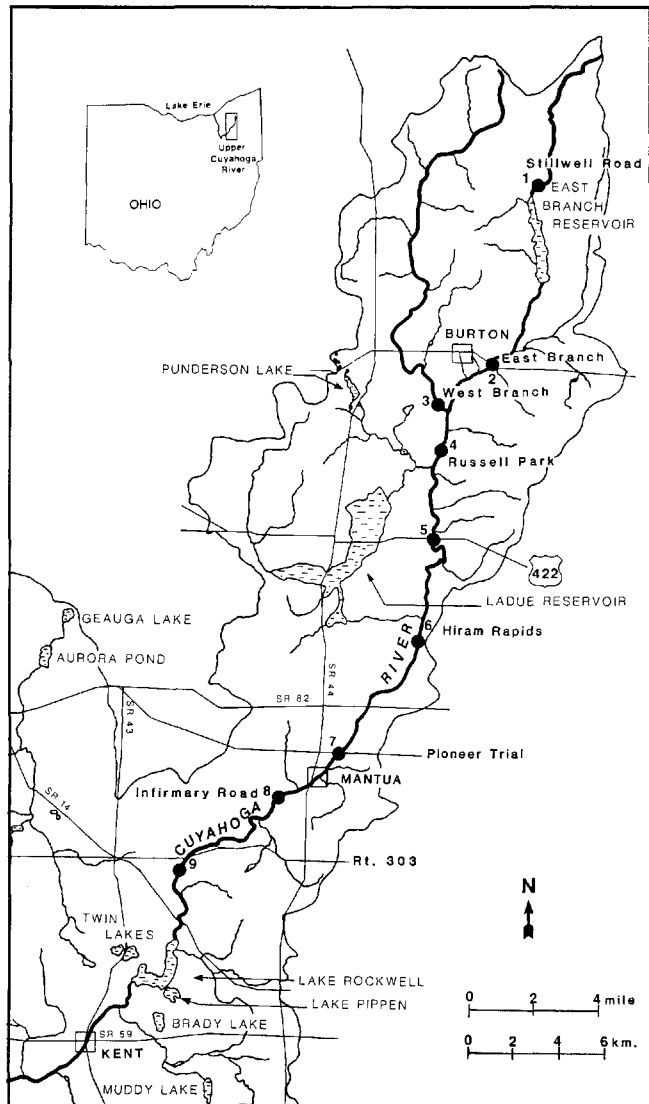 Lake Erie
Upper
Cuyahoga
River
OHIO
Stillwell Road
1
EAST
BRANCH
RESERVOIR
BURTON
East Branch
2
PUNDERSON LAKE
West Branch
3
4
Russell Park
5
422
LADUE RESERVOIR
GEAUGA LAKE
6
Hiram Rapids
AURORA POND
RIVER
SR 44
SR 82
SR 43
7
Pioneer Trial
MANTUA
Infirmary Road
8
SR 14
CUYAHOGA
Rt. 303
9
N
TWIN
LAKES
LAKE ROCKWELL
LAKE PIPPEN
0 2 4 mile
BRADY LAKE
SR 59
KENT
0 2 4 6 km.
MUDDY LAKE